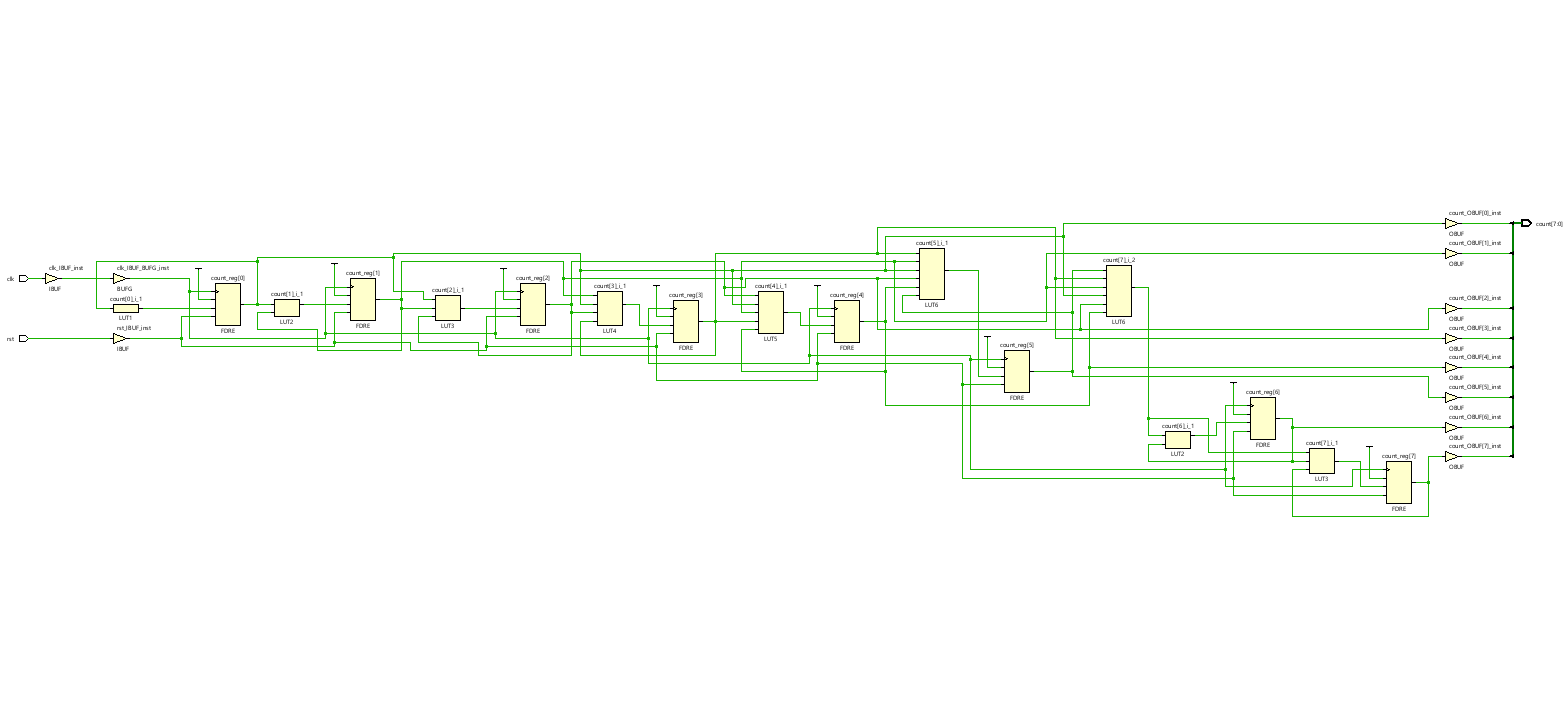 clk
clk_IBUF_inst
IBUF
clk_IBUF_BUFG_inst
BUFG
count[0]_i_1
LUT1
rst
rst_IBUF_inst
IBUF
count_reg[0]
FDRE
count[1]_i_1
LUT2
count_reg[1]
FDRE
count[2]_i_1
LUT3
count_reg[2]
FDRE
count[3]_i_1
LUT4
count_reg[3]
FDRE
count[4]_i_1
LUT5
count_reg[4]
FDRE
count[5]_i_1
LUT6
count_reg[5]
FDRE
count[7]_i_2
LUT6
count[6]_i_1
LUT2
count_reg[6]
FDRE
count[7]_i_1
LUT3
count_reg[7]
FDRE
count_OBUF[0]_inst
OBUF
count_OBUF[1]_inst
OBUF
count_OBUF[2]_inst
OBUF
count_OBUF[3]_inst
OBUF
count_OBUF[4]_inst
OBUF
count_OBUF[5]_inst
OBUF
count_OBUF[6]_inst
OBUF
count_OBUF[7]_inst
OBUF
count[7:0]